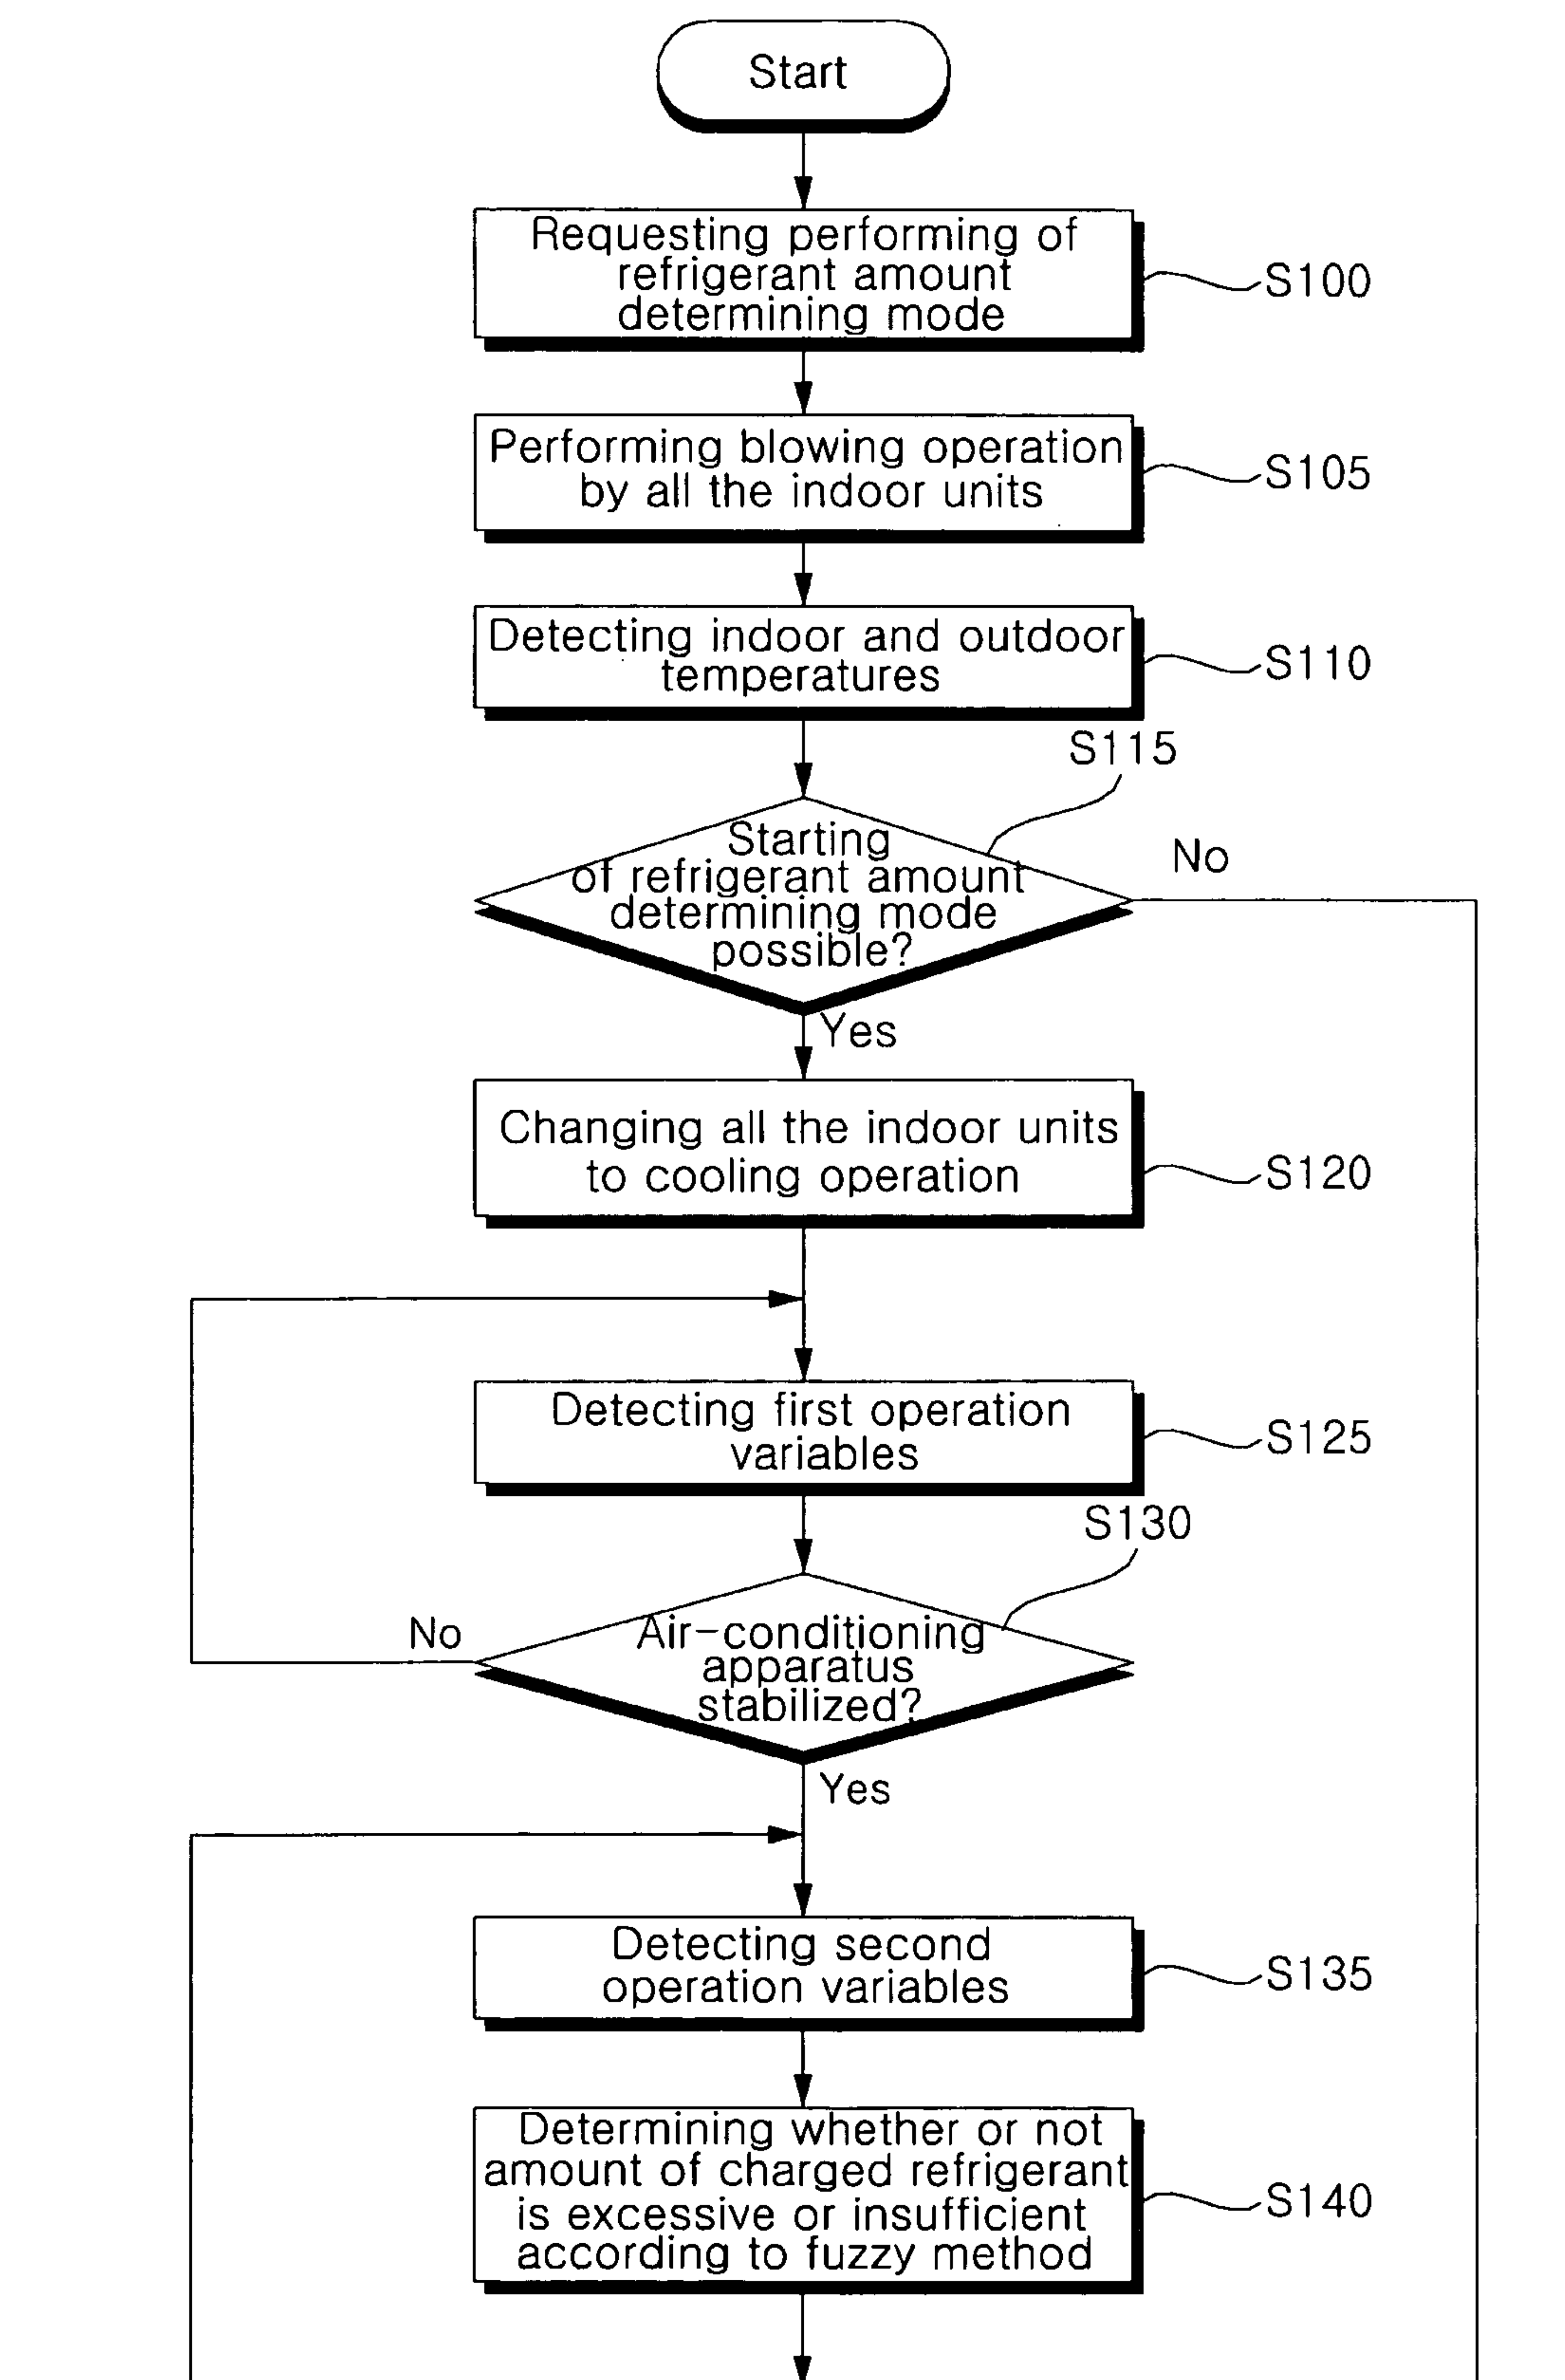 Start
Requesting performing of
refrigerant amount
determining mode
S100
Performing blowing operation
by all the indoor units
S105
Detecting indoor and outdoor
temperatures
S110
S115
Starting
of refrigerant amount
determining mode
possible?
No
Yes
Changing all the indoor units
to cooling operation
S120
Detecting first operation
variables
S125
S130
Air-conditioning
apparatus
stabilized?
No
Yes
Detecting second
operation variables
S135
Determining whether or not
amount of charged refrigerant
is excessive or insufficient
according to fuzzy method
S140